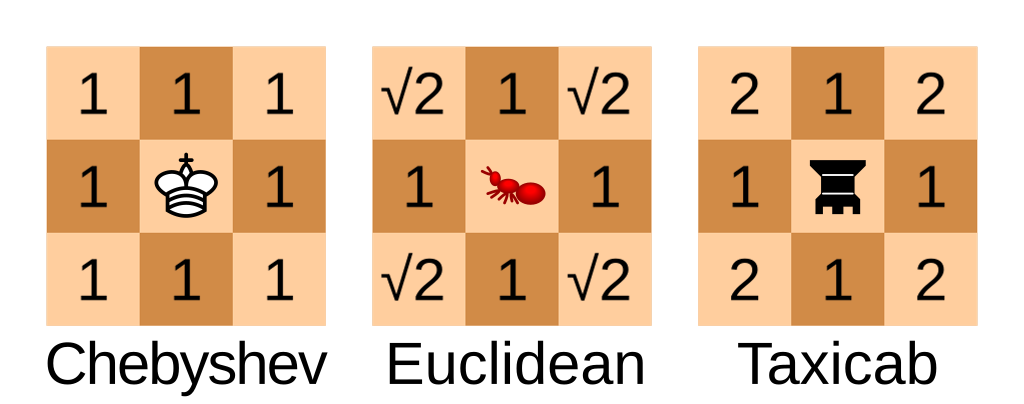 1 1 1 √2 1 √2 2 1 2
1 1 1 1 1 1
1 1 1 √2 1 √2 2 1 2
Chebyshev Euclidean Taxicab